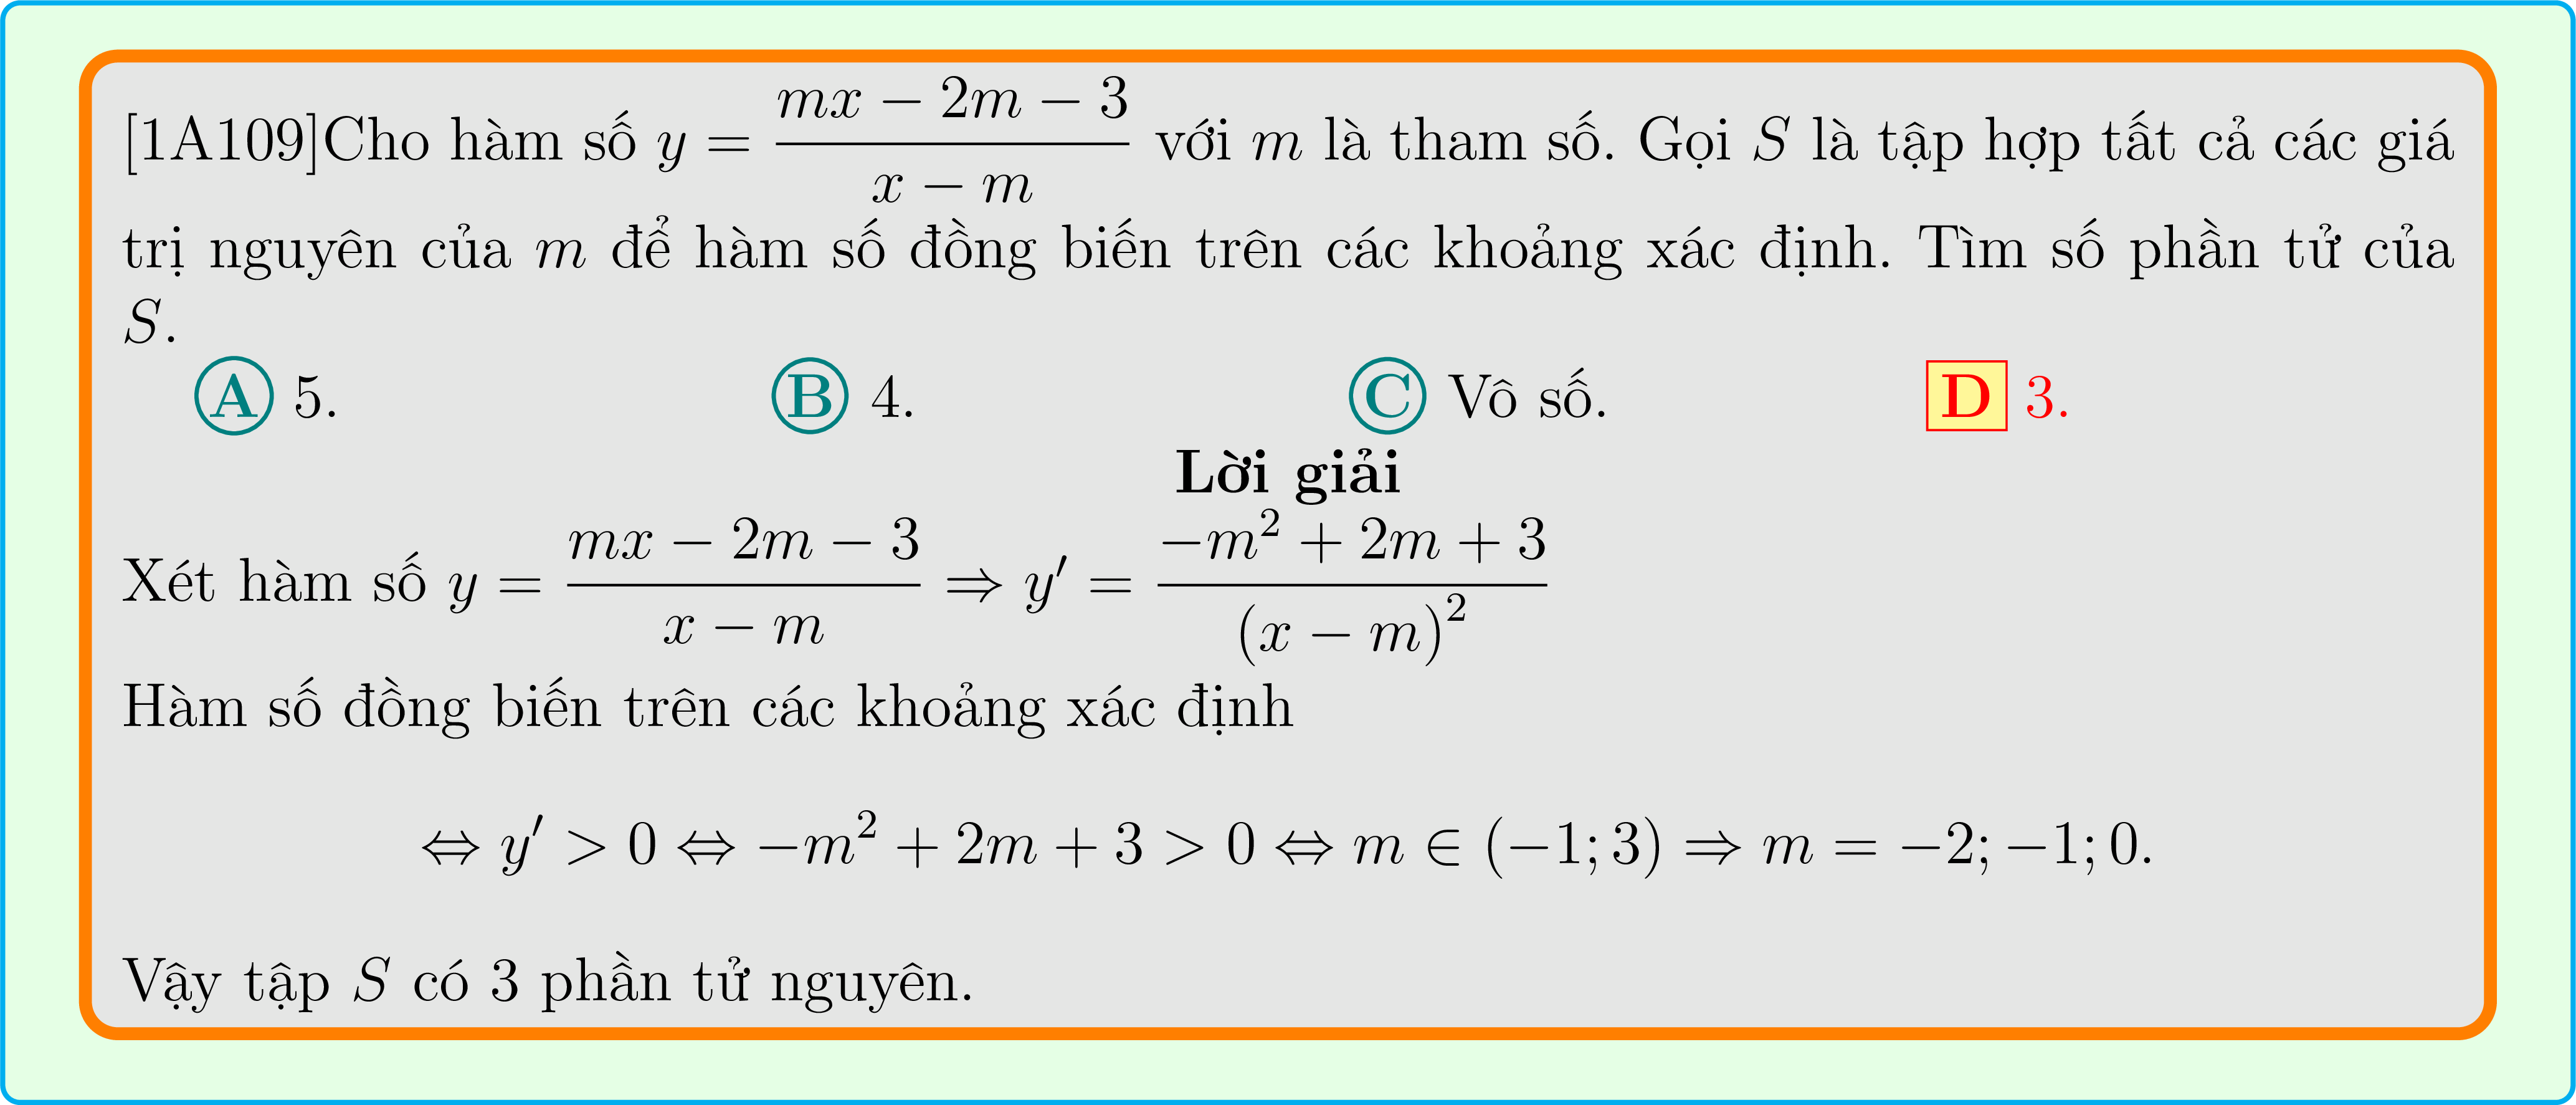 [1A109]Cho hàm số $y = \dfrac{mx - 2m - 3}{x - m}$ với $m$ là tham số. Gọi $S$ là tập hợp tất cả các giá
trị nguyên của $m$ để hàm số đồng biến trên các khoảng xác định. Tìm số phần tử của
$S$.
Ⓐ 5. Ⓑ 4. Ⓒ Vô số. D 3.
Lời giải
Xét hàm số $y = \dfrac{mx - 2m - 3}{x - m} \Rightarrow y' = \dfrac{-m^2 + 2m + 3}{(x - m)^2}$
Hàm số đồng biến trên các khoảng xác định
$\Leftrightarrow y' > 0 \Leftrightarrow -m^2 + 2m + 3 > 0 \Leftrightarrow m \in (-1; 3) \Rightarrow m = -2; -1; 0.$
Vậy tập $S$ có 3 phần tử nguyên.